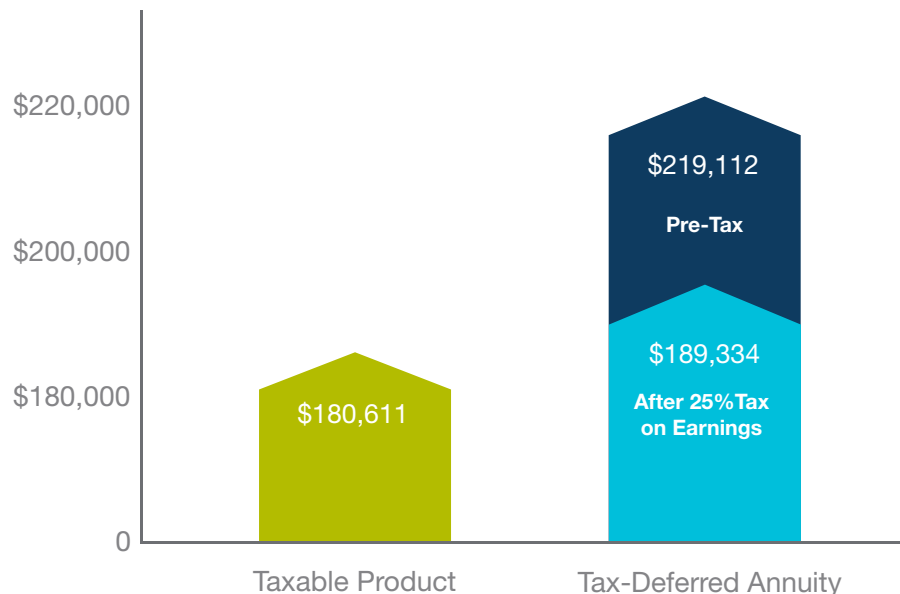 $220,000
$200,000
$180,000
0
$219,112
Pre-Tax
$189,334
After 25%Tax
on Earnings
$180,611
Taxable Product
Tax-Deferred Annuity